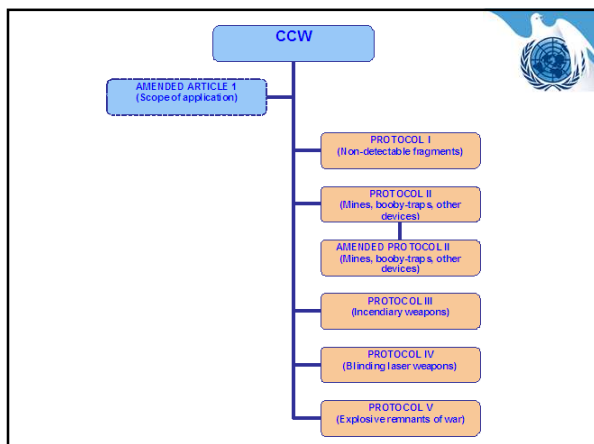 CCW
AMENDED ARTICLE 1
(Scope of application)
PROTOCOL I
(Non-detectable fragments)
PROTOCOL II
(Mines, booby-traps, other
devices)
AMENDED PROTOCOL II
(Mines, booby-traps, other
devices)
PROTOCOL III
(Incendiary weapons)
PROTOCOL IV
(Blinding laser weapons)
PROTOCOL V
(Explosive remnants of war)